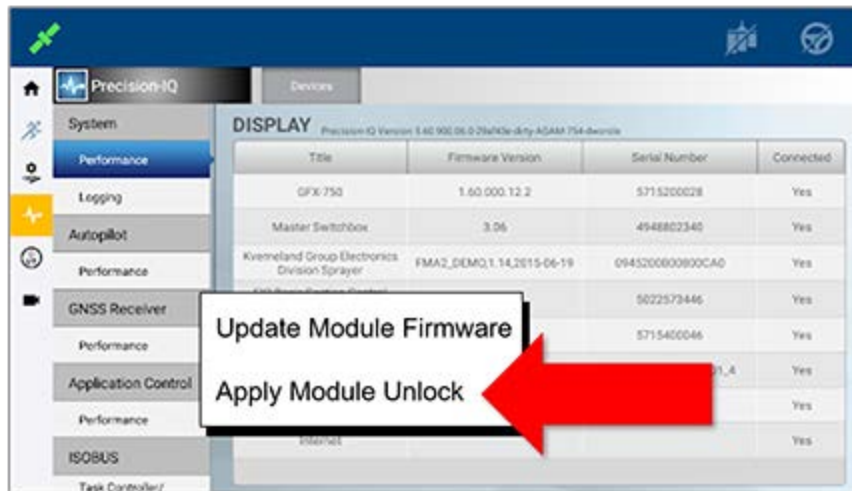 Precision-IQ
Devices
System
DISPLAY
Performance
Title
Firmware Version
Serial Number
Connected
Logging
GFX-750
1.60.000.12.2
5715200028
Yes
Autopilot
Master Switchbox
3.06
4948802340
Yes
Performance
Kverneland Group Electronics
Division Sprayer
FMA2_DEMO,1.14,2015-06-19
Yes
GNSS Receiver
5022573446
Yes
Performance
Update Module Firmware
5715400046
Yes
Application Control
Apply Module Unlock
Yes
Performance
Yes
Internet
Yes
ISOBUS
Task Controller/